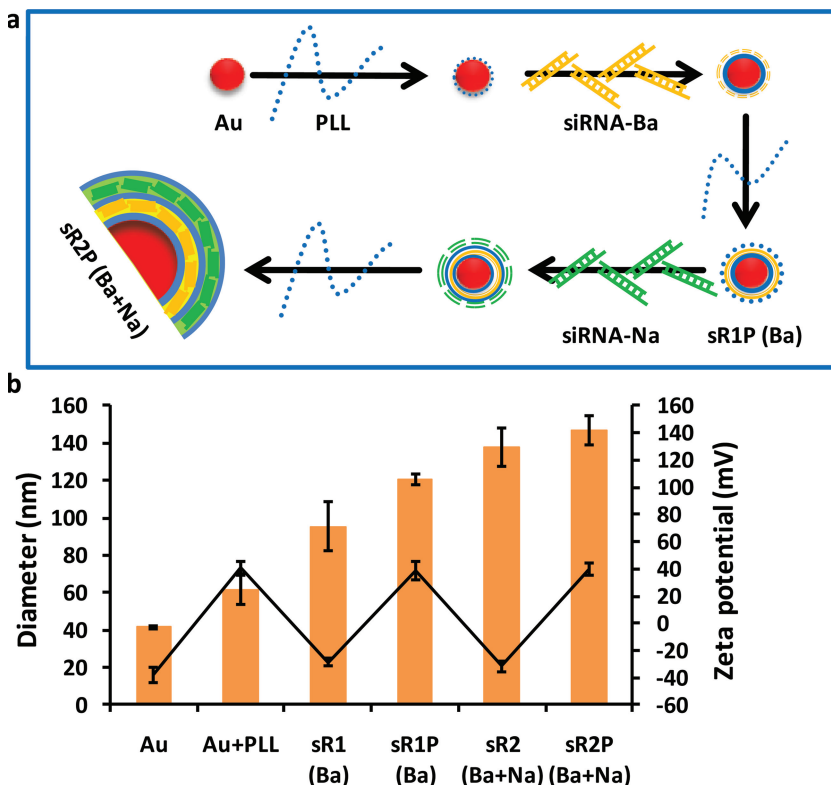 a
Au
PLL
siRNA-Ba
sR2P (Ba+Na)
siRNA-Na
sR1P (Ba)
b
Diameter (nm)
160
140
120
100
80
60
40
20
0
160
140
120
100
80
60
40
20
0
-20
-40
-60
Zeta potential (mV)
Au
Au+PLL
sR1
(Ba)
sR1P
(Ba)
sR2
(Ba+Na)
sR2P
(Ba+Na)